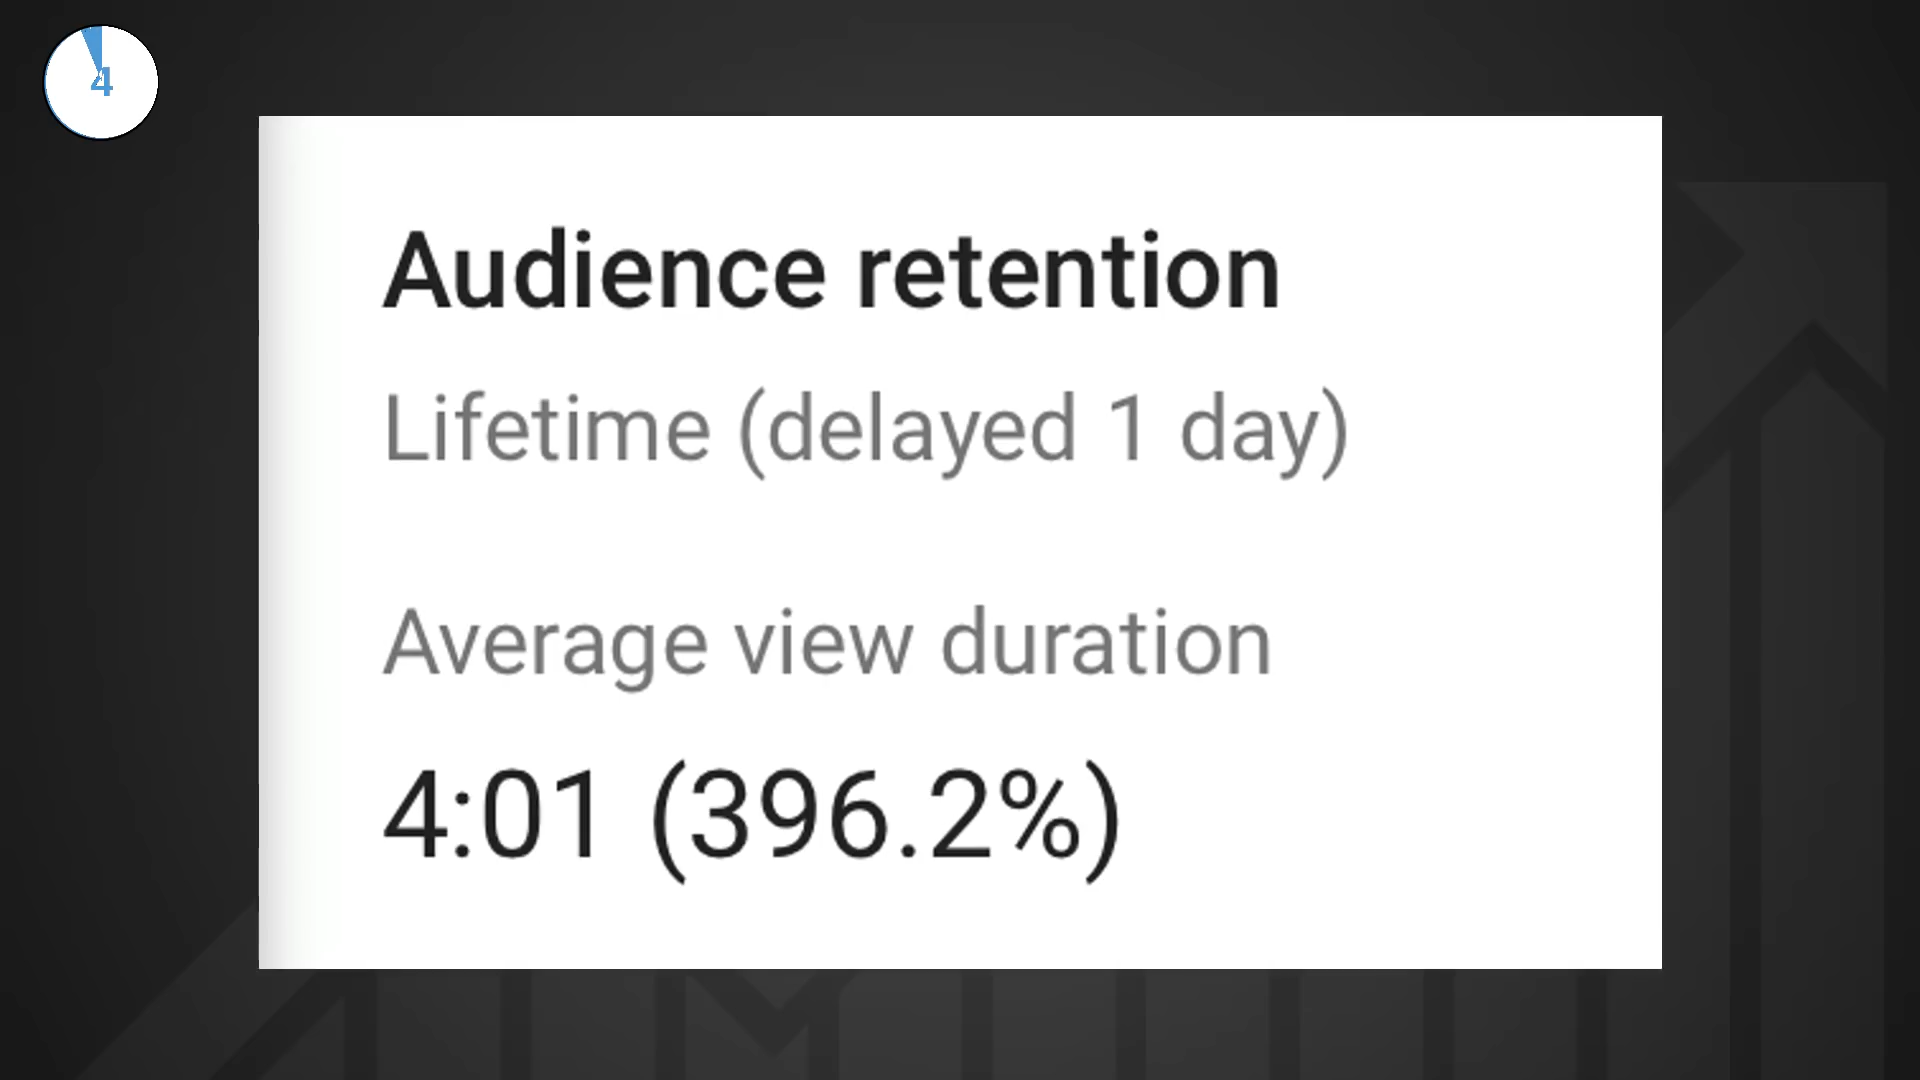 4
Audience retention
Lifetime (delayed 1 day)
Average view duration
4:01 (396.2%)